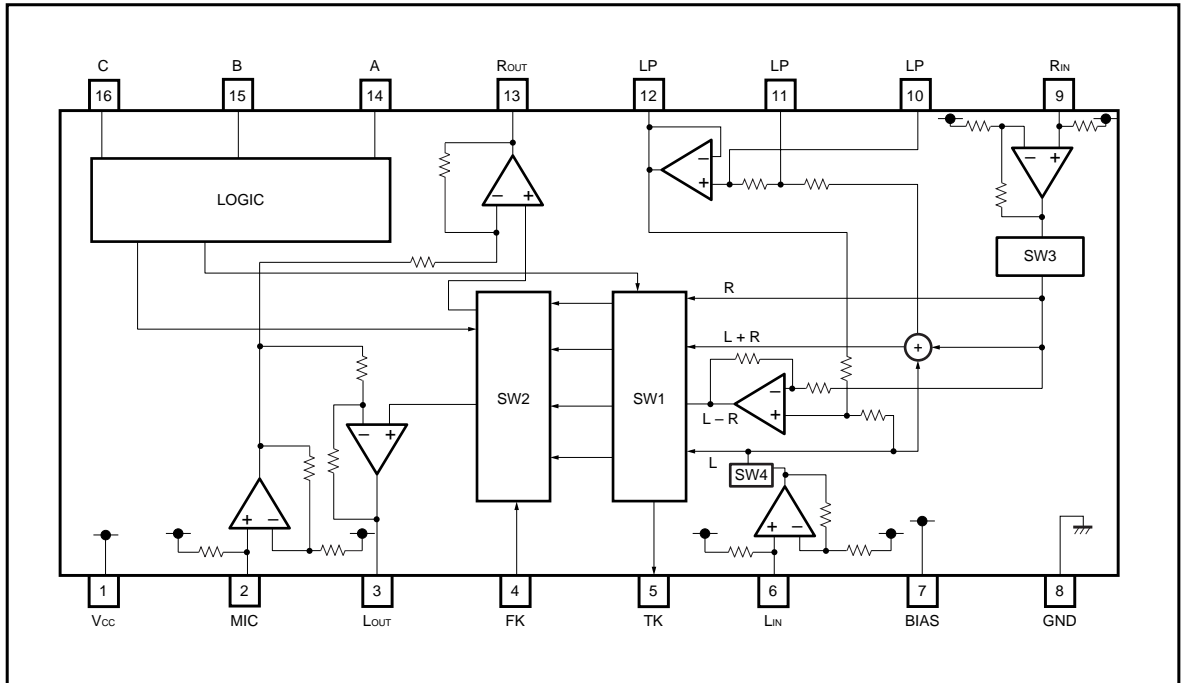 C B A ROUT LP LP LP RIN
16 15 14 13 12 11 10 9
LOGIC
− +
−
+
− +
SW3
R
L + R
+
SW2 SW1
−
+
L – R
− +
L
SW4
+ −
+ −
1 2 3 4 5 6 7 8
VCC MIC LOUT FK TK LIN BIAS GND